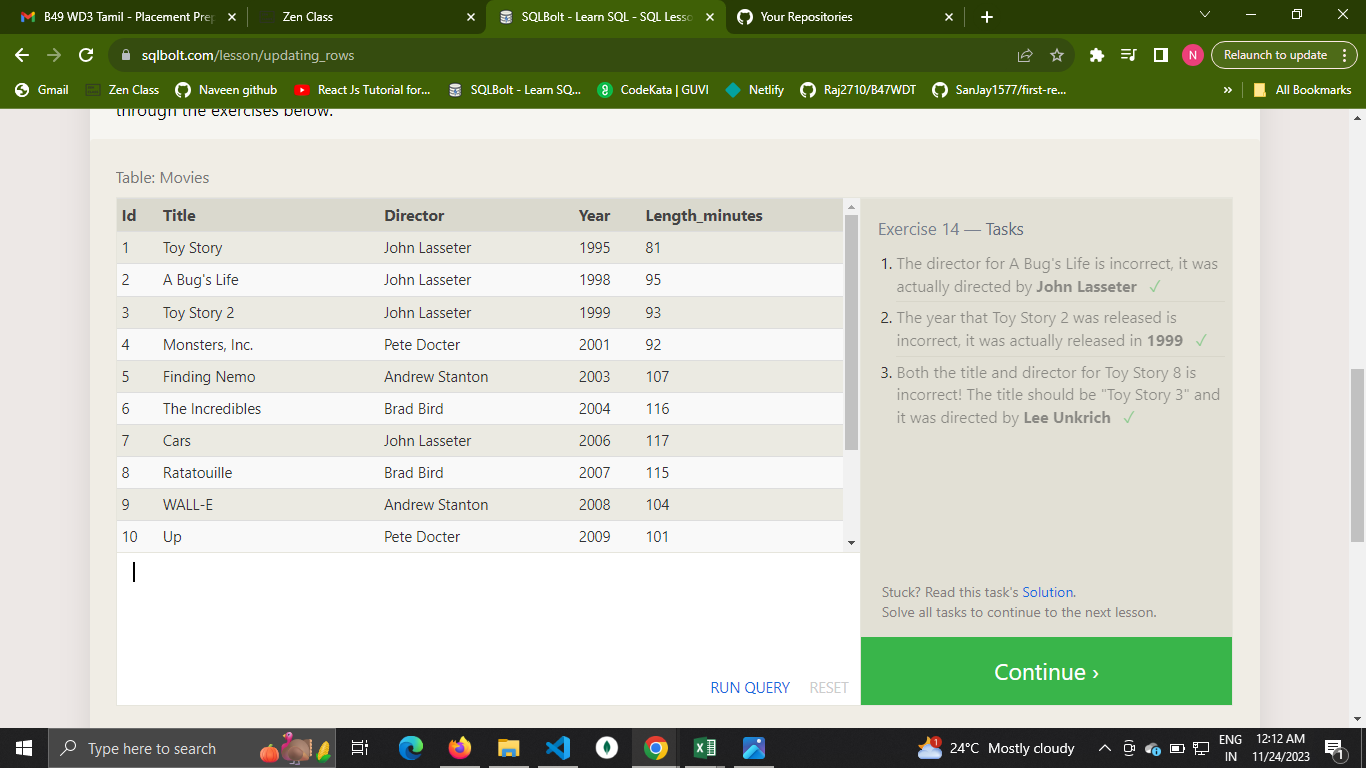 B49 WD3 Tamil - Placement Prep
Zen Class
SQLBolt - Learn SQL - SQL Lesso
Your Repositories
sqlbolt.com/lesson/updating_rows
N
Relaunch to update
Gmail
Zen Class
Naveen github
React Js Tutorial for...
SQLBolt - Learn SQ...
CodeKata | GUVI
Netlify
Raj2710/B47WDT
SanJay1577/first-re...
»
All Bookmarks
through the exercises below.
Table: Movies
Id Title Director Year Length_minutes
1 Toy Story John Lasseter 1995 81
2 A Bug's Life John Lasseter 1998 95
3 Toy Story 2 John Lasseter 1999 93
4 Monsters, Inc. Pete Docter 2001 92
5 Finding Nemo Andrew Stanton 2003 107
6 The Incredibles Brad Bird 2004 116
7 Cars John Lasseter 2006 117
8 Ratatouille Brad Bird 2007 115
9 WALL-E Andrew Stanton 2008 104
10 Up Pete Docter 2009 101
RUN QUERY RESET
Exercise 14 — Tasks
1. The director for A Bug's Life is incorrect, it was
actually directed by John Lasseter ✓
2. The year that Toy Story 2 was released is
incorrect, it was actually released in 1999 ✓
3. Both the title and director for Toy Story 8 is
incorrect! The title should be "Toy Story 3" and
it was directed by Lee Unkrich ✓
Stuck? Read this task's Solution.
Solve all tasks to continue to the next lesson.
Continue ›
Type here to search
1
24°C Mostly cloudy
ENG
IN
12:12 AM
11/24/2023
1